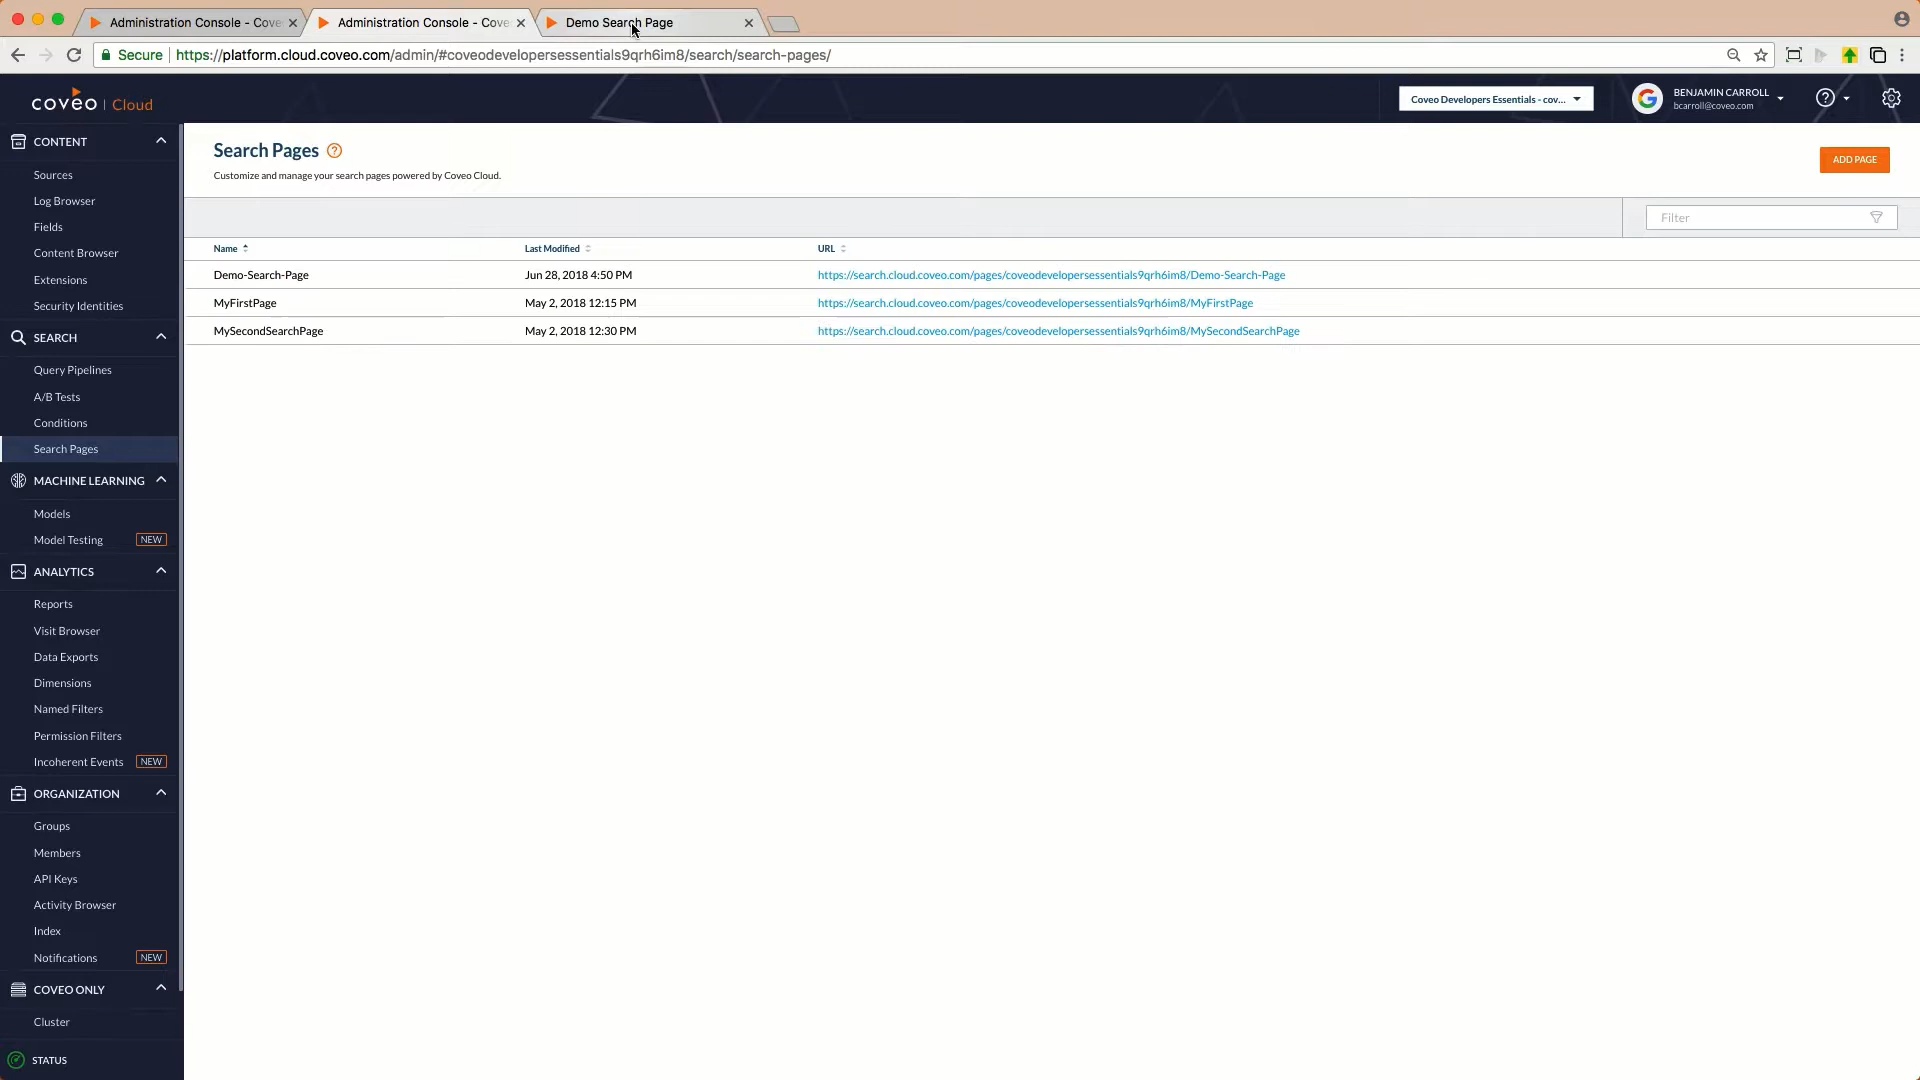 Administration Console - Cove
Administration Console - Cove
Demo Search Page
Secure
https://platform.cloud.coveo.com/admin/#coveodevelopersessentials9qrh6im8/search/search-pages/
coveo | Cloud
Coveo Developers Essentials - cov...
BENJAMIN CARROLL
bcarroll@coveo.com
CONTENT
Sources
Log Browser
Fields
Content Browser
Extensions
Security Identities
SEARCH
Query Pipelines
A/B Tests
Conditions
Search Pages
MACHINE LEARNING
Models
Model Testing NEW
ANALYTICS
Reports
Visit Browser
Data Exports
Dimensions
Named Filters
Permission Filters
Incoherent Events NEW
ORGANIZATION
Groups
Members
API Keys
Activity Browser
Index
Notifications NEW
COVEO ONLY
Cluster
STATUS
Search Pages ?
Customize and manage your search pages powered by Coveo Cloud.
ADD PAGE
Filter
Name Last Modified URL
Demo-Search-Page Jun 28, 2018 4:50 PM https://search.cloud.coveo.com/pages/coveodevelopersessentials9qrh6im8/Demo-Search-Page
MyFirstPage May 2, 2018 12:15 PM https://search.cloud.coveo.com/pages/coveodevelopersessentials9qrh6im8/MyFirstPage
MySecondSearchPage May 2, 2018 12:30 PM https://search.cloud.coveo.com/pages/coveodevelopersessentials9qrh6im8/MySecondSearchPage